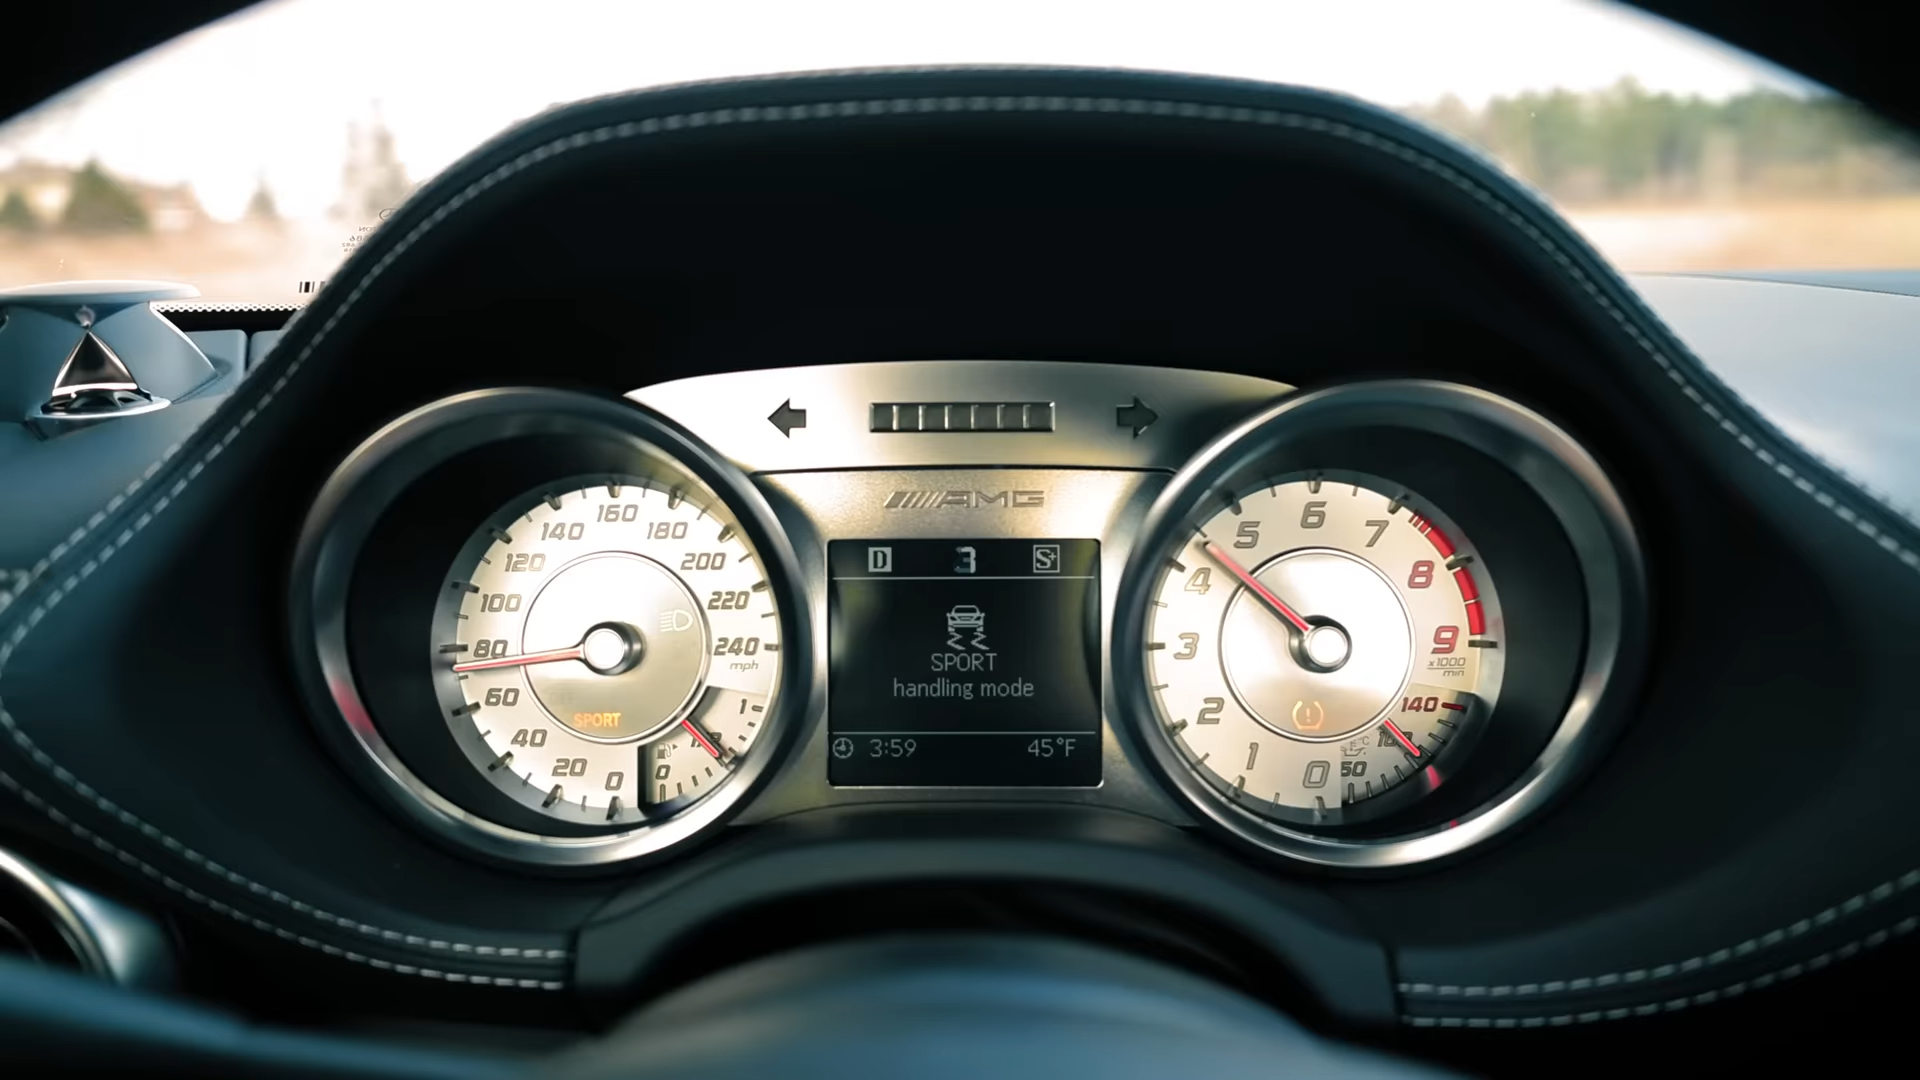 AMG
D 3 S+
SPORT
handling mode
3:59 45°F
0
20
40
60
80
100
120
140
160
180
200
220
240
mph
SPORT
0
1
0
1
2
3
4
5
6
7
8
9
x1000
min
50
100
140
°C